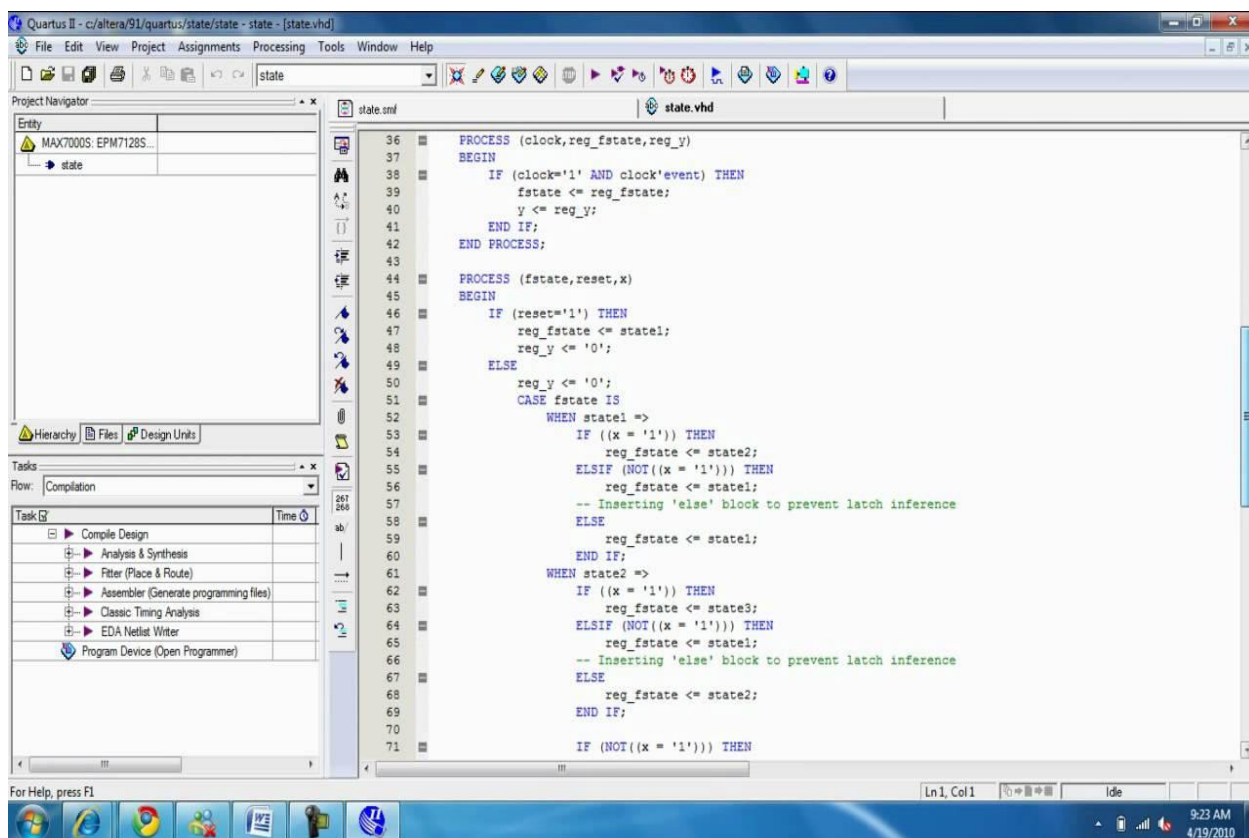 Quartus II - c:/altera/91/quartus/state/state - state - [state.vhd]
File Edit View Project Assignments Processing Tools Window Help
state
Project Navigator
Entity
MAX7000S: EPM7128S...
state
Hierarchy Files Design Units
Tasks
Flow: Compilation
Task Time
Compile Design
Analysis & Synthesis
Fitter (Place & Route)
Assembler (Generate programming files)
Classic Timing Analysis
EDA Netlist Writer
Program Device (Open Programmer)
state.smf
state.vhd
267
268
ab/
36 PROCESS (clock,reg_fstate,reg_y)
37 BEGIN
38 IF (clock='1' AND clock'event) THEN
39 fstate <= reg_fstate;
40 y <= reg_y;
41 END IF;
42 END PROCESS;
43
44 PROCESS (fstate,reset,x)
45 BEGIN
46 IF (reset='1') THEN
47 reg_fstate <= state1;
48 reg_y <= '0';
49 ELSE
50 reg_y <= '0';
51 CASE fstate IS
52 WHEN state1 =>
53 IF ((x = '1')) THEN
54 reg_fstate <= state2;
55 ELSIF (NOT((x = '1'))) THEN
56 reg_fstate <= state1;
57 -- Inserting 'else' block to prevent latch inference
58 ELSE
59 reg_fstate <= state1;
60 END IF;
61 WHEN state2 =>
62 IF ((x = '1')) THEN
63 reg_fstate <= state3;
64 ELSIF (NOT((x = '1'))) THEN
65 reg_fstate <= state1;
66 -- Inserting 'else' block to prevent latch inference
67 ELSE
68 reg_fstate <= state2;
69 END IF;
70
71 IF (NOT((x = '1'))) THEN
For Help, press F1
Ln 1, Col 1
Idle
9:23 AM
4/19/2010